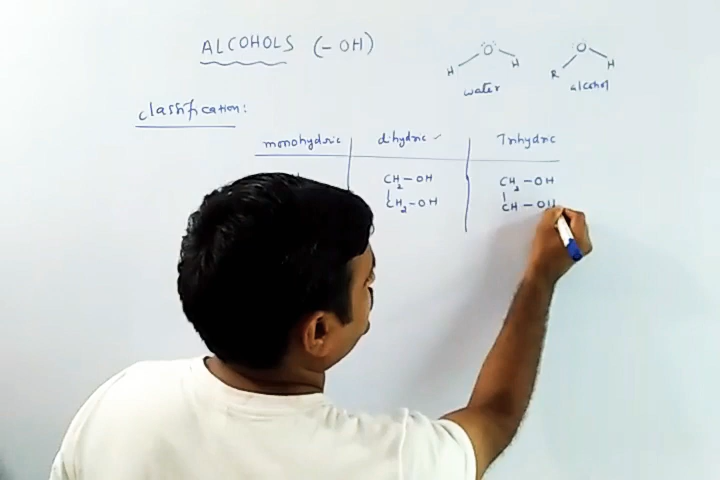 ALCOHOLS (-OH)
O
H H
water
O
R H
alcohol
classification:
monohydric dihydric ✓ Trihydric
CH2-OH CH2-OH
CH2-OH CH-OH